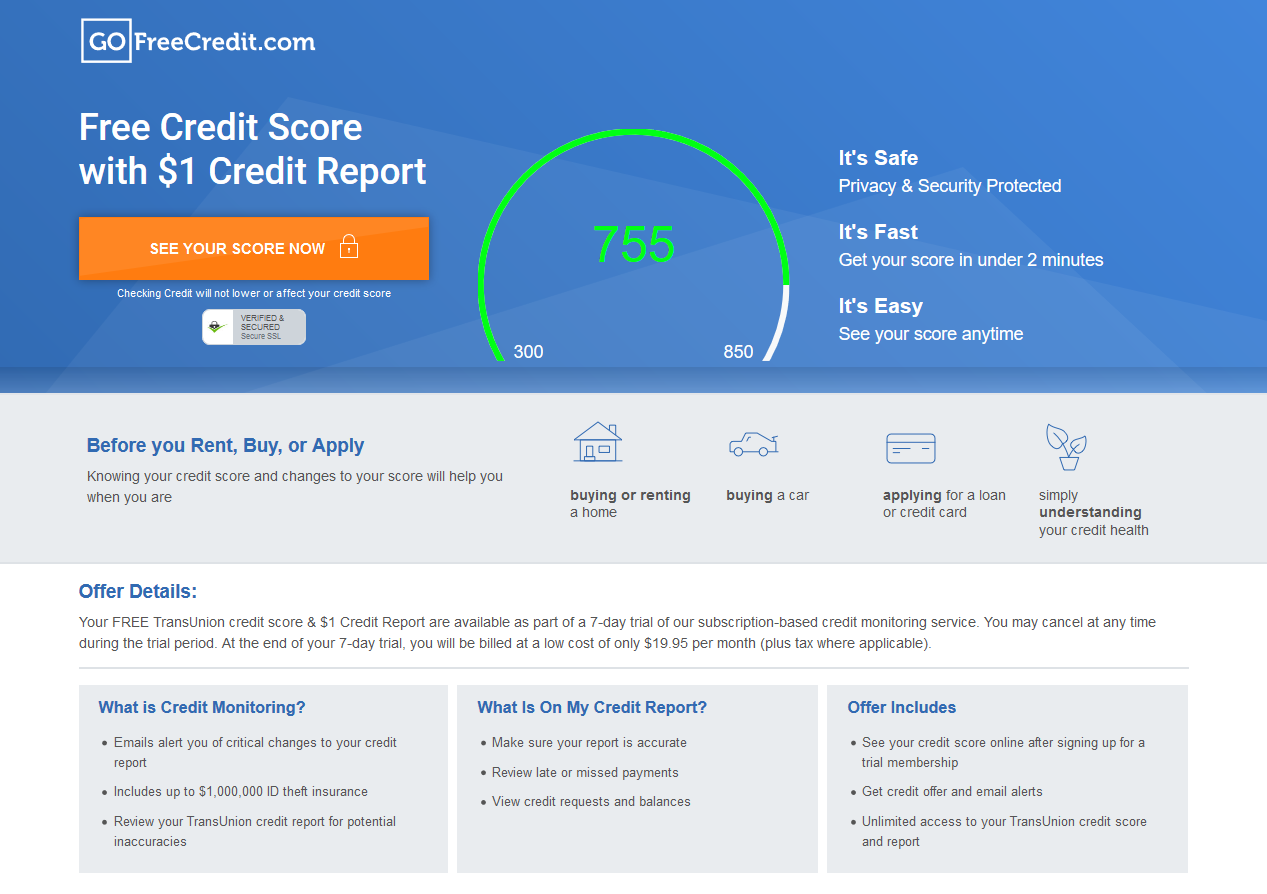 GO FreeCredit.com
Free Credit Score
with $1 Credit Report
SEE YOUR SCORE NOW
Checking Credit will not lower or affect your credit score
VERIFIED &
SECURED
Secure SSL
755
300
850
It's Safe
Privacy & Security Protected
It's Fast
Get your score in under 2 minutes
It's Easy
See your score anytime
Before you Rent, Buy, or Apply
Knowing your credit score and changes to your score will help you
when you are
buying or renting
a home
buying a car
applying for a loan
or credit card
simply
understanding
your credit health
Offer Details:
Your FREE TransUnion credit score & $1 Credit Report are available as part of a 7-day trial of our subscription-based credit monitoring service. You may cancel at any time
during the trial period. At the end of your 7-day trial, you will be billed at a low cost of only $19.95 per month (plus tax where applicable).
What is Credit Monitoring?
• Emails alert you of critical changes to your credit
report
• Includes up to $1,000,000 ID theft insurance
• Review your TransUnion credit report for potential
inaccuracies
What Is On My Credit Report?
• Make sure your report is accurate
• Review late or missed payments
• View credit requests and balances
Offer Includes
• See your credit score online after signing up for a
trial membership
• Get credit offer and email alerts
• Unlimited access to your TransUnion credit score
and report